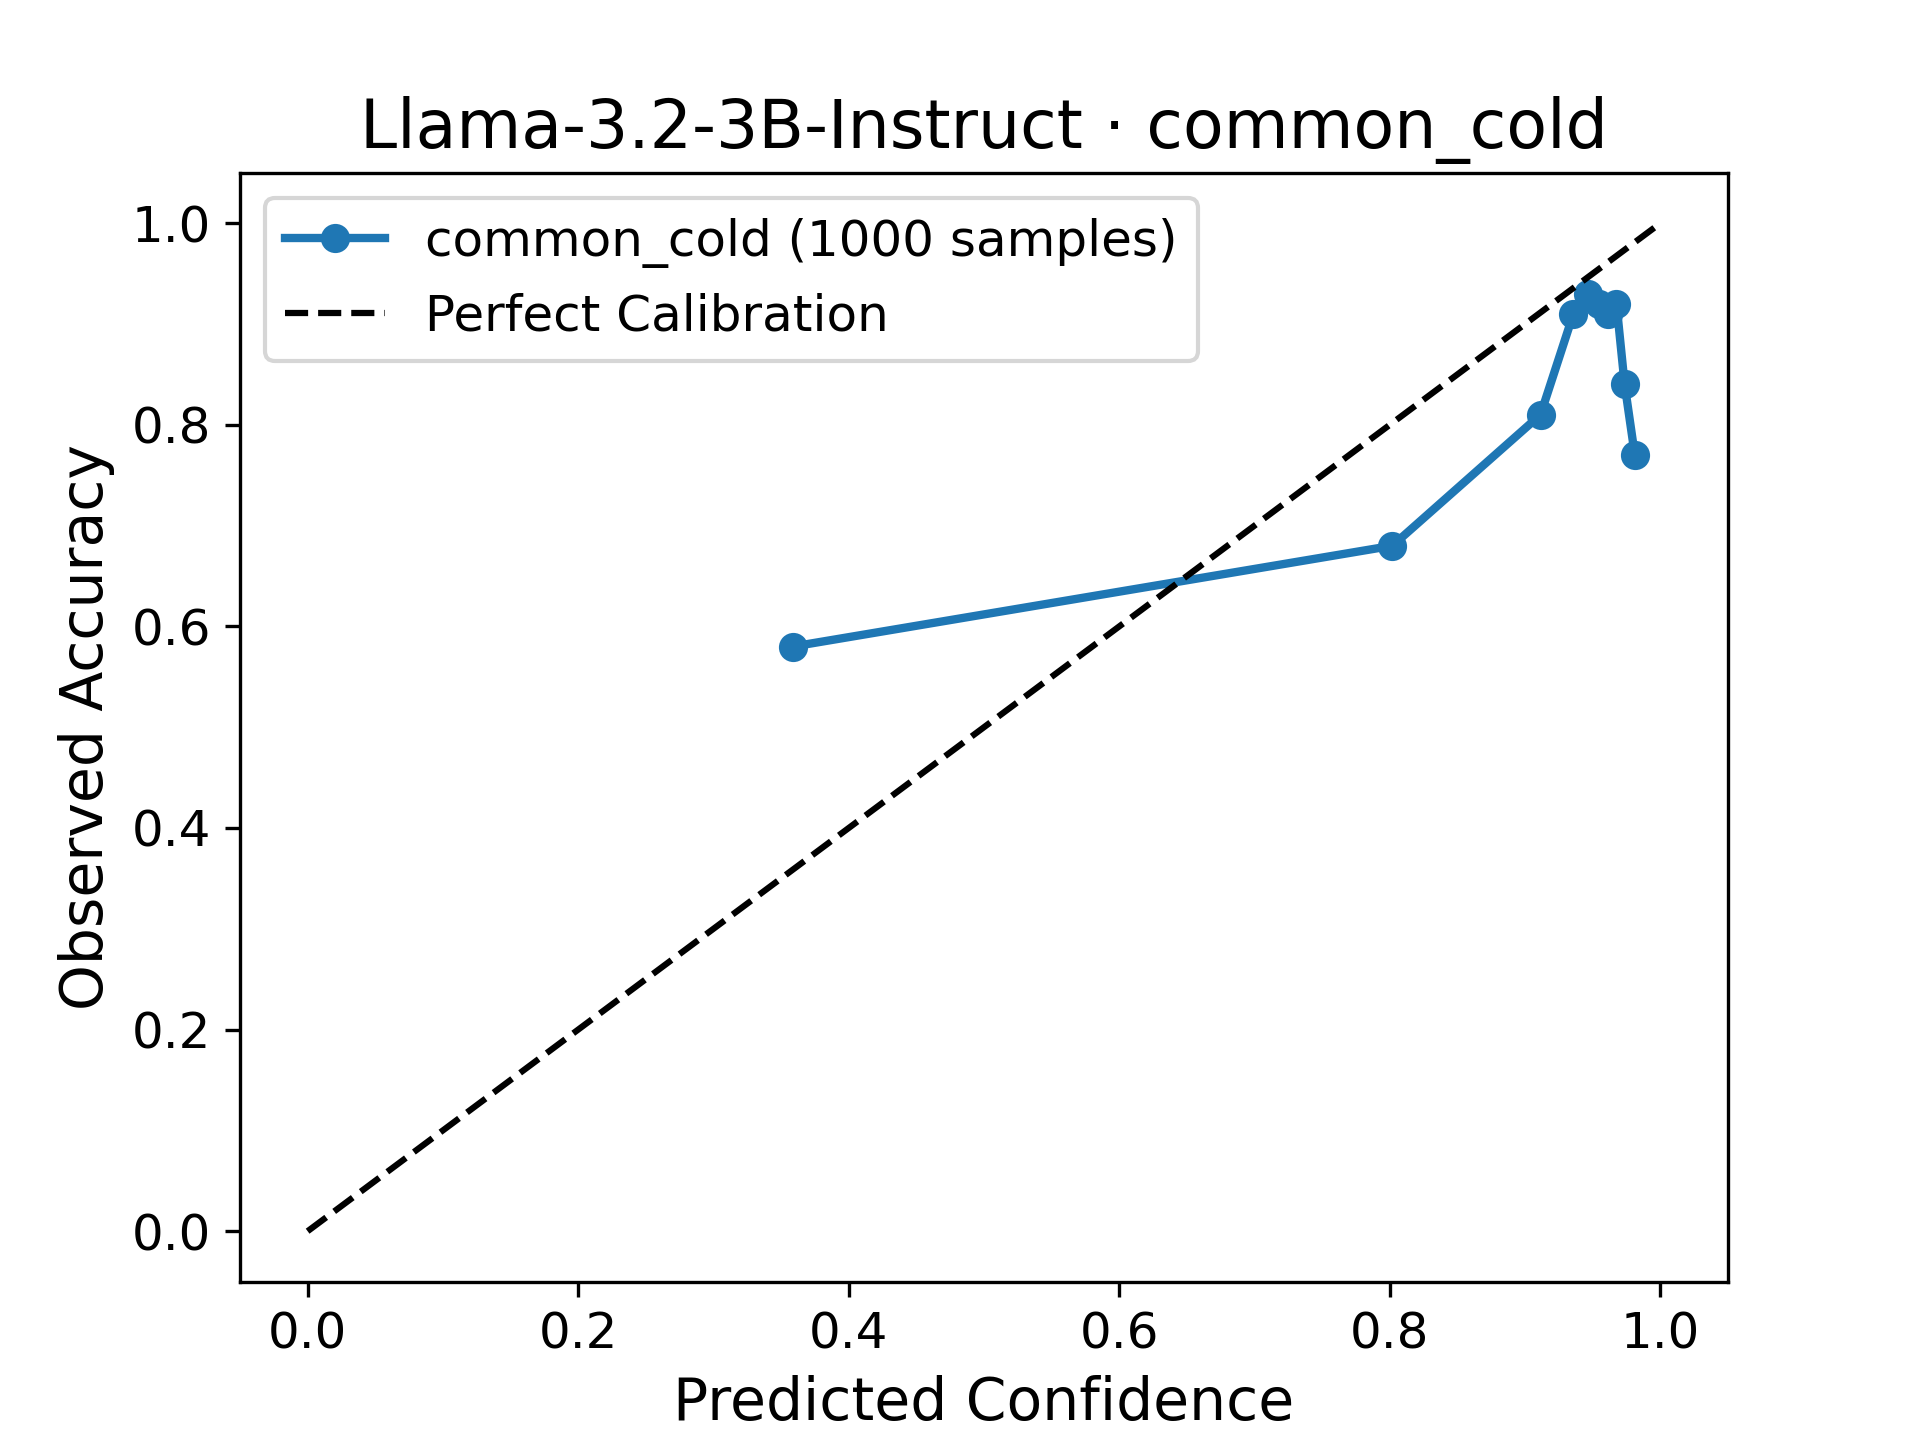 Llama-3.2-3B-Instruct · common_cold
common_cold (1000 samples)
Perfect Calibration
Observed Accuracy
1.0
0.8
0.6
0.4
0.2
0.0
0.0 0.2 0.4 0.6 0.8 1.0
Predicted Confidence